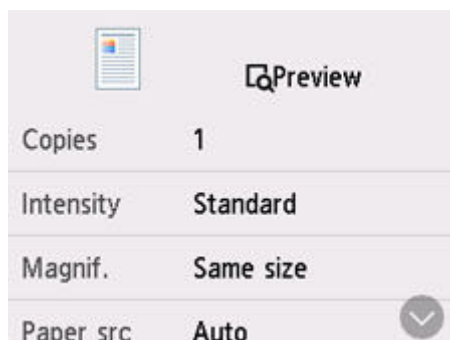 Preview
Copies 1
Intensity Standard
Magnif. Same size
Paper src Auto